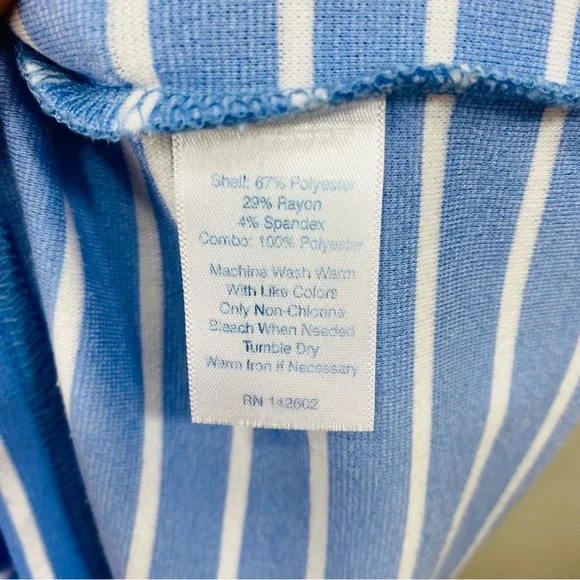 Shell: 67% Polyester
29% Rayon
4% Spandex
Combo: 100% Polyester
Machine Wash Warm
With Like Colors
Only Non-Chlorine
Bleach When Needed
Tumble Dry
Warm Iron if Necessary
RN 142602